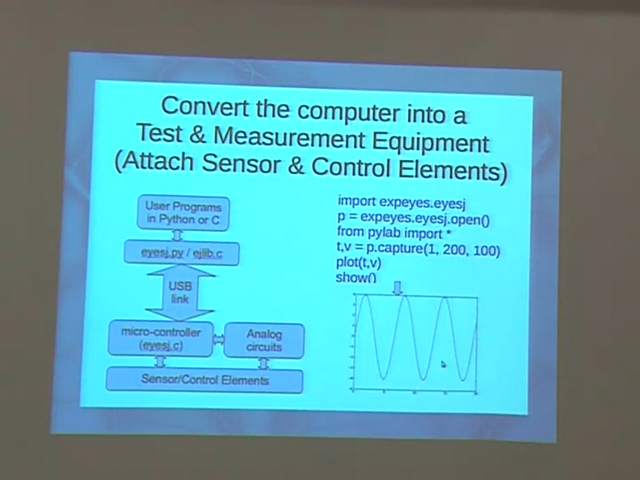 Convert the computer into a
Test & Measurement Equipment
(Attach Sensor & Control Elements)
User Programs
in Python or C
eyesj.py / ejlib.c
USB
link
micro-controller
(eyesj.c)
Analog
circuits
Sensor/Control Elements
import expeyes.eyesj
p = expeyes.eyesj.open()
from pylab import *
t,v = p.capture(1, 200, 100)
plot(t,v)
show()